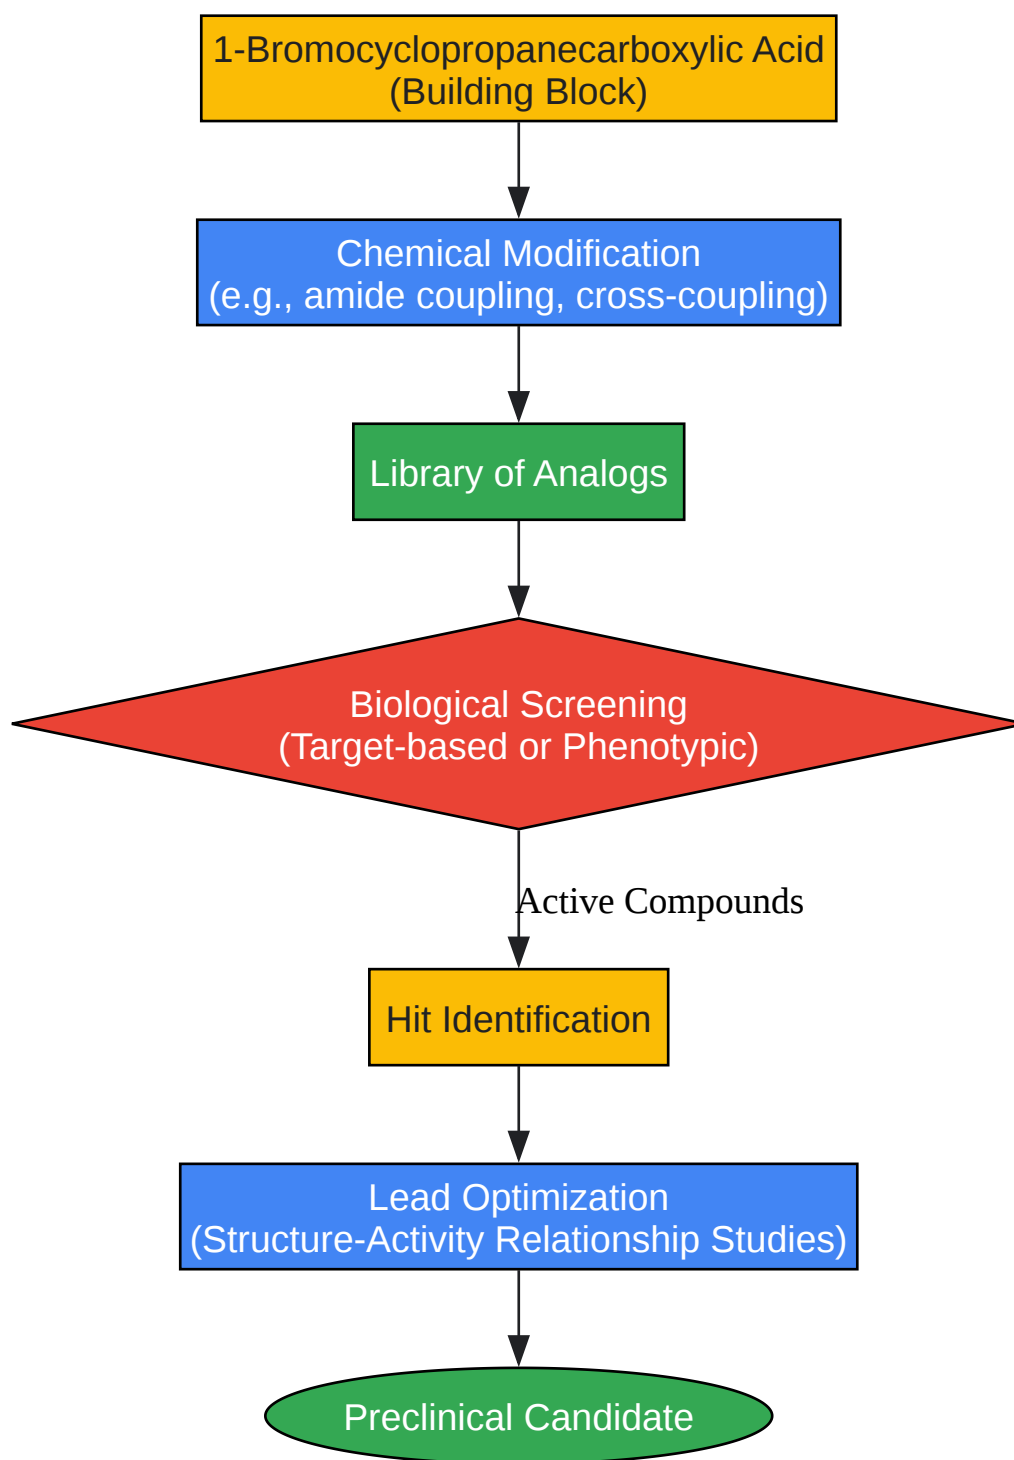 1-Bromocyclopropanecarboxylic Acid
(Building Block)
Chemical Modification
(e.g., amide coupling, cross-coupling)
Library of Analogs
Biological Screening
(Target-based or Phenotypic)
Active Compounds
Hit Identification
Lead Optimization
(Structure-Activity Relationship Studies)
Preclinical Candidate